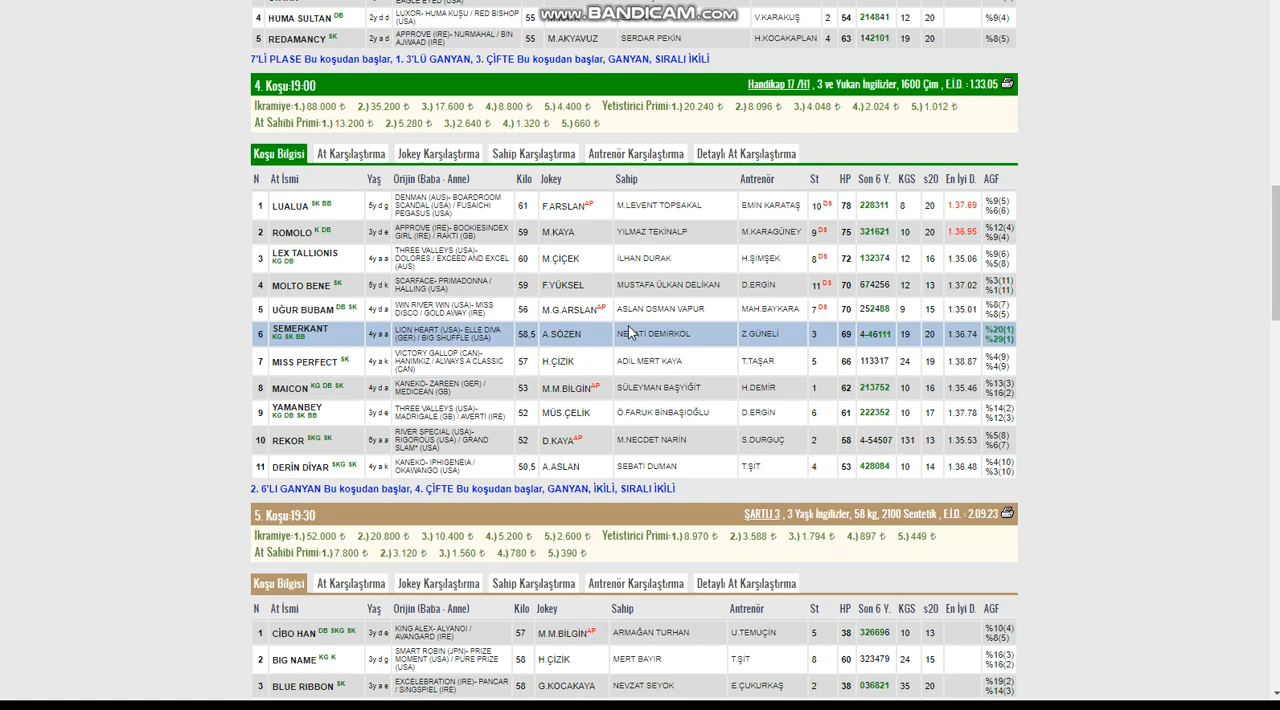 EAGLE EYED (USA)
www.BANDICAM.com
4 HUMA SULTAN DB 2y d d LUXOR- HUMA KUŞU / RED BISHOP (USA) 55 V.KARAKUŞ 2 54 214841 12 20 %9(4)
5 REDAMANCY SK 2y a d APPROVE (IRE)- NURMAHAL / BIN AJWAAD (IRE) 55 M.AKYAVUZ SERDAR PEKİN H.KOCAKAPLAN 4 63 142101 19 20 %8(5)
7'Lİ PLASE Bu koşudan başlar, 1. 3'LÜ GANYAN, 3. ÇİFTE Bu koşudan başlar, GANYAN, SIRALI İKİLİ
4. Koşu:19:00 Handikap 17 /H1 , 3 ve Yukarı İngilizler, 1600 Çim , E.İ.D. : 1.33.05
İkramiye:1.) 88.000 ₺ 2.) 35.200 ₺ 3.) 17.600 ₺ 4.) 8.800 ₺ 5.) 4.400 ₺ Yetistirici Primi:1.) 20.240 ₺ 2.) 8.096 ₺ 3.) 4.048 ₺ 4.) 2.024 ₺ 5.) 1.012 ₺
At Sahibi Primi:1.) 13.200 ₺ 2.) 5.280 ₺ 3.) 2.640 ₺ 4.) 1.320 ₺ 5.) 660 ₺
Koşu Bilgisi At Karşılaştırma Jokey Karşılaştırma Sahip Karşılaştırma Antrenör Karşılaştırma Detaylı At Karşılaştırma
N At İsmi Yaş Orijin (Baba - Anne) Kilo Jokey Sahip Antrenör St HP Son 6 Y. KGS s20 En İyi D. AGF
1 LUALUA SK BB 5y d g DENMAN (AUS)- BOARDROOM SCANDAL (USA) / FUSAICHI PEGASUS (USA) 61 F.ARSLAN AP M.LEVENT TOPSAKAL EMİN KARATAŞ 10 DS 78 228311 8 20 1.37.69 %9(5) %6(6)
2 ROMOLO K DB 3y d e APPROVE (IRE)- BOOKIESINDEX GIRL (IRE) / RAKTI (GB) 59 M.KAYA YILMAZ TEKİNALP M.KARAGÜNEY 9 DS 75 321621 10 20 1.36.95 %12(4) %9(4)
3 LEX TALLIONIS KG DB 4y a a THREE VALLEYS (USA)- DOLORES / EXCEED AND EXCEL (AUS) 60 M.ÇİÇEK İLHAN DURAK H.ŞİMŞEK 8 DS 72 132374 12 16 1.35.06 %9(6) %5(8)
4 MOLTO BENE SK 5y d k SCARFACE- PRIMADONNA / HALLING (USA) 59 F.YÜKSEL MUSTAFA ÜLKAN DELİKAN D.ERGİN 11 DS 70 674256 12 13 1.37.02 %3(11) %1(11)
5 UĞUR BUBAM DB SK 4y d a WIN RIVER WIN (USA)- MISS DISCO / GOLD AWAY (IRE) 56 M.G.ARSLAN AP ASLAN OSMAN VAPUR MAH.BAYKARA 7 DS 70 252488 9 15 1.35.01 %8(7) %8(5)
6 SEMERKANT KG SK BB 4y a a LION HEART (USA)- ELLE DIVA (GER) / BIG SHUFFLE (USA) 58,5 A.SÖZEN DEMİRKOL Z.GÜNELİ 3 69 4-46111 19 20 1.36.74 %20(1) %29(1)
7 MISS PERFECT SK 4y a k VICTORY GALLOP (CAN)- HANIMKIZ / ALWAYS A CLASSIC (CAN) 57 H.ÇİZİK ADİL MERT KAYA T.TAŞAR 5 66 113317 24 19 1.38.87 %4(9) %4(9)
8 MAICON KG DB SK 4y d a KANEKO- ZAREEN (GER) / MEDICEAN (GB) 53 M.M.BİLGİN AP SÜLEYMAN BAŞYİĞİT H.DEMİR 1 62 213752 10 16 1.35.46 %13(3) %16(2)
9 YAMANBEY KG DB SK BB 3y d e THREE VALLEYS (USA)- MADRIGALE (GB) / AVERTI (IRE) 52 MÜS.ÇELİK Ö.FARUK BİNBAŞIOĞLU D.ERGİN 6 61 222352 10 17 1.37.78 %14(2) %12(3)
10 REKOR SKG SK 6y a a RIVER SPECIAL (USA)- RIGOROUS (USA) / GRAND SLAM* (USA) 52 D.KAYA AP M.NECDET NARİN S.DURGUÇ 2 58 4-54507 131 13 1.35.53 %5(8) %6(7)
11 DERİN DİYAR SKG SK 4y a k KANEKO- IPHIGENEIA / OKAWANGO (USA) 50,5 A.ASLAN SEBATİ DUMAN T.ŞİT 4 53 428084 10 14 1.36.48 %4(10) %3(10)
2. 6'LI GANYAN Bu koşudan başlar, 4. ÇİFTE Bu koşudan başlar, GANYAN, İKİLİ, SIRALI İKİLİ
5. Koşu:19:30 ŞARTLI 3 , 3 Yaşlı İngilizler, 58 kg, 2100 Sentetik , E.İ.D. : 2.09.23
İkramiye:1.) 52.000 ₺ 2.) 20.800 ₺ 3.) 10.400 ₺ 4.) 5.200 ₺ 5.) 2.600 ₺ Yetistirici Primi:1.) 8.970 ₺ 2.) 3.588 ₺ 3.) 1.794 ₺ 4.) 897 ₺ 5.) 449 ₺
At Sahibi Primi:1.) 7.800 ₺ 2.) 3.120 ₺ 3.) 1.560 ₺ 4.) 780 ₺ 5.) 390 ₺
Koşu Bilgisi At Karşılaştırma Jokey Karşılaştırma Sahip Karşılaştırma Antrenör Karşılaştırma Detaylı At Karşılaştırma
N At İsmi Yaş Orijin (Baba - Anne) Kilo Jokey Sahip Antrenör St HP Son 6 Y. KGS s20 En İyi D. AGF
1 CİBO HAN DB SKG SK 3y d e KING ALEX- ALYANOI / AVANGARD (IRE) 57 M.M.BİLGİN AP ARMAĞAN TURHAN U.TEMUÇİN 5 38 326696 10 13 %10(4) %8(5)
2 BIG NAME KG K 3y d g SMART ROBIN (JPN)- PRIZE MOMENT (USA) / PURE PRIZE (USA) 58 H.ÇİZİK MERT BAYIR T.ŞİT 8 60 323479 24 15 %16(3) %16(2)
3 BLUE RIBBON SK 3y a e EXCELEBRATION (IRE)- PANCAR / SINGSPIEL (IRE) 58 G.KOCAKAYA NEVZAT SEYOK E.ÇUKURKAŞ 2 38 036821 35 20 %19(2) %14(3)